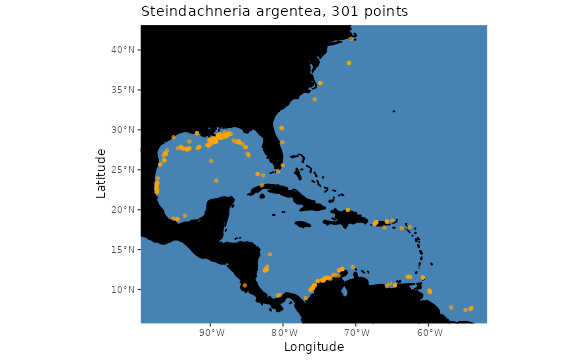 Steindachneria argentea, 301 points
40°N
35°N
30°N
25°N
20°N
15°N
10°N
Latitude
90°W
80°W
70°W
60°W
Longitude